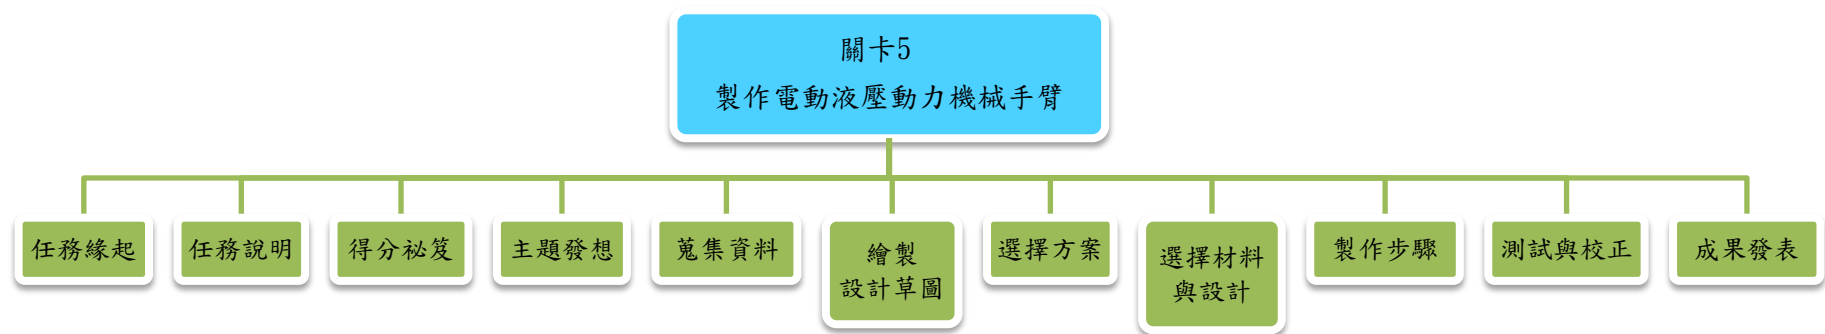 關卡5
製作電動液壓動力機械手臂
任務緣起
任務說明
得分祕笈
主題發想
蒐集資料
繪製
設計草圖
選擇方案
選擇材料
與設計
製作步驟
測試與校正
成果發表